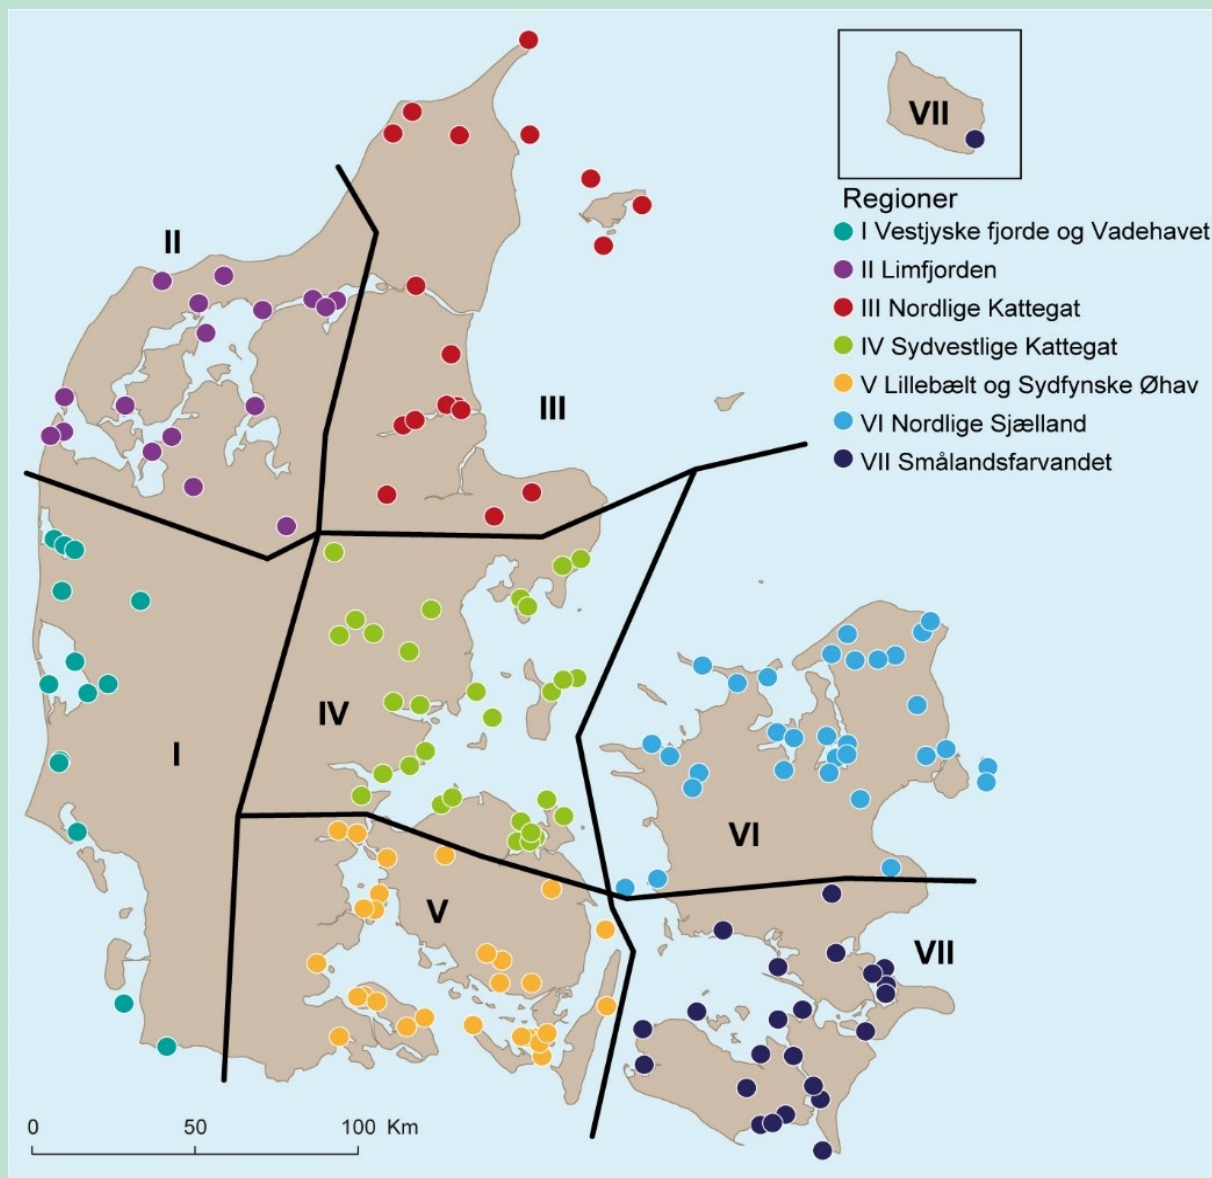 VII
Regioner
I Vestjyske fjorde og Vadehavet
II Limfjorden
III Nordlige Kattegat
IV Sydvestlige Kattegat
V Lillebælt og Sydfynske Øhav
VI Nordlige Sjælland
VII Smålandsfarvandet
II
III
IV
I
VI
V
VII
0 50 100 Km